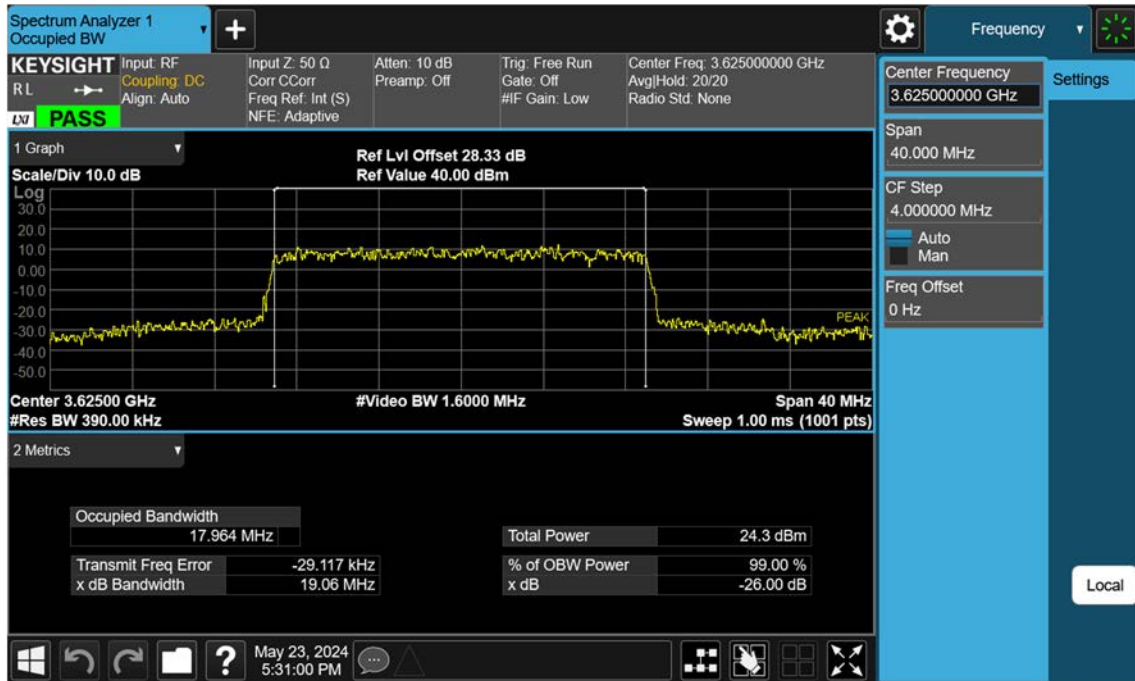 Spectrum Analyzer 1
Occupied BW
+
Frequency
KEYSIGHT
R L
LXI PASS
Input: RF
Coupling: DC
Align: Auto
Input Z: 50 Ω
Corr CCorr
Freq Ref: Int (S)
NFE: Adaptive
Atten: 10 dB
Preamp: Off
Trig: Free Run
Gate: Off
#IF Gain: Low
Center Freq: 3.625000000 GHz
Avg|Hold: 20/20
Radio Std: None
1 Graph
Scale/Div 10.0 dB
Ref Lvl Offset 28.33 dB
Ref Value 40.00 dBm
Log
30.0
20.0
10.0
0.00
-10.0
-20.0
-30.0
-40.0
-50.0
PEAK
Center 3.62500 GHz
#Video BW 1.6000 MHz
Span 40 MHz
#Res BW 390.00 kHz
Sweep 1.00 ms (1001 pts)
2 Metrics
Occupied Bandwidth
17.964 MHz
Total Power 24.3 dBm
Transmit Freq Error -29.117 kHz
% of OBW Power 99.00 %
x dB Bandwidth 19.06 MHz
x dB -26.00 dB
Center Frequency
3.625000000 GHz
Settings
Span
40.000 MHz
CF Step
4.000000 MHz
Auto
Man
Freq Offset
0 Hz
Local
?
May 23, 2024
5:31:00 PM